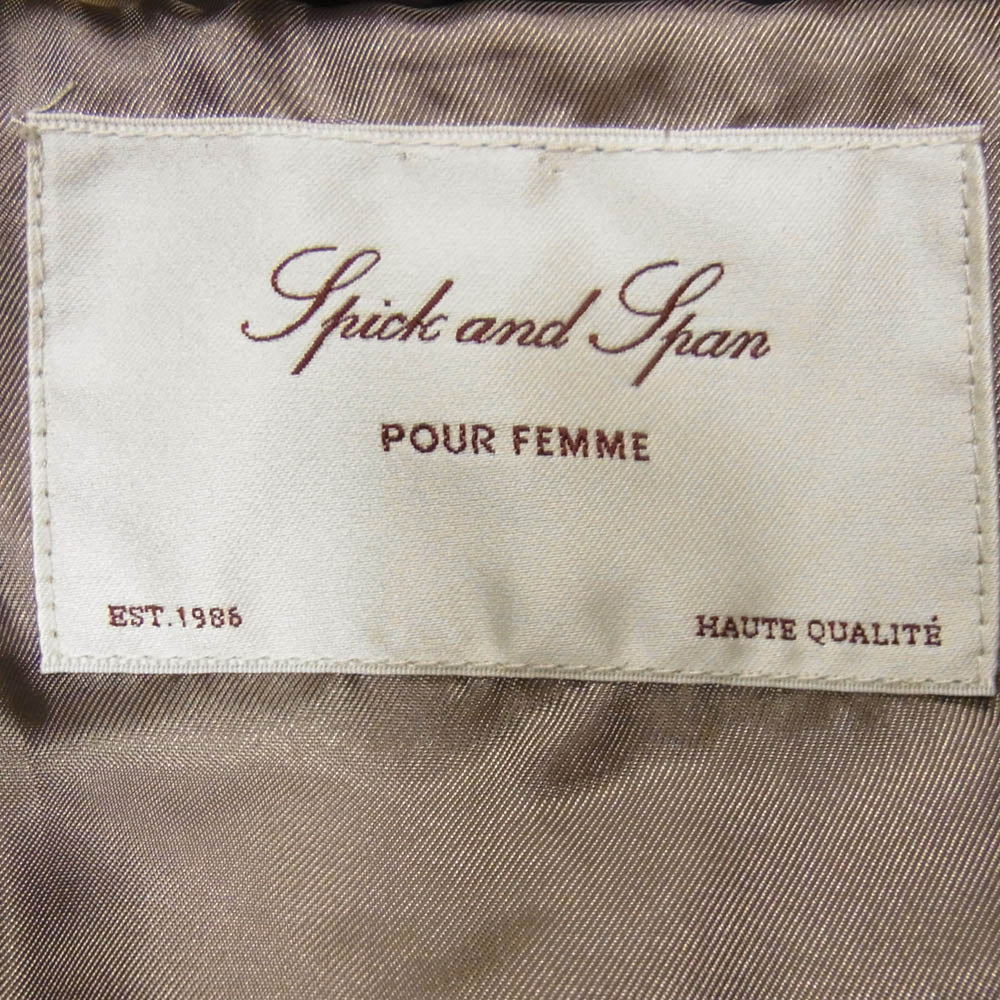 Spick and Span
POUR FEMME
EST.1986
HAUTE QUALITÉ